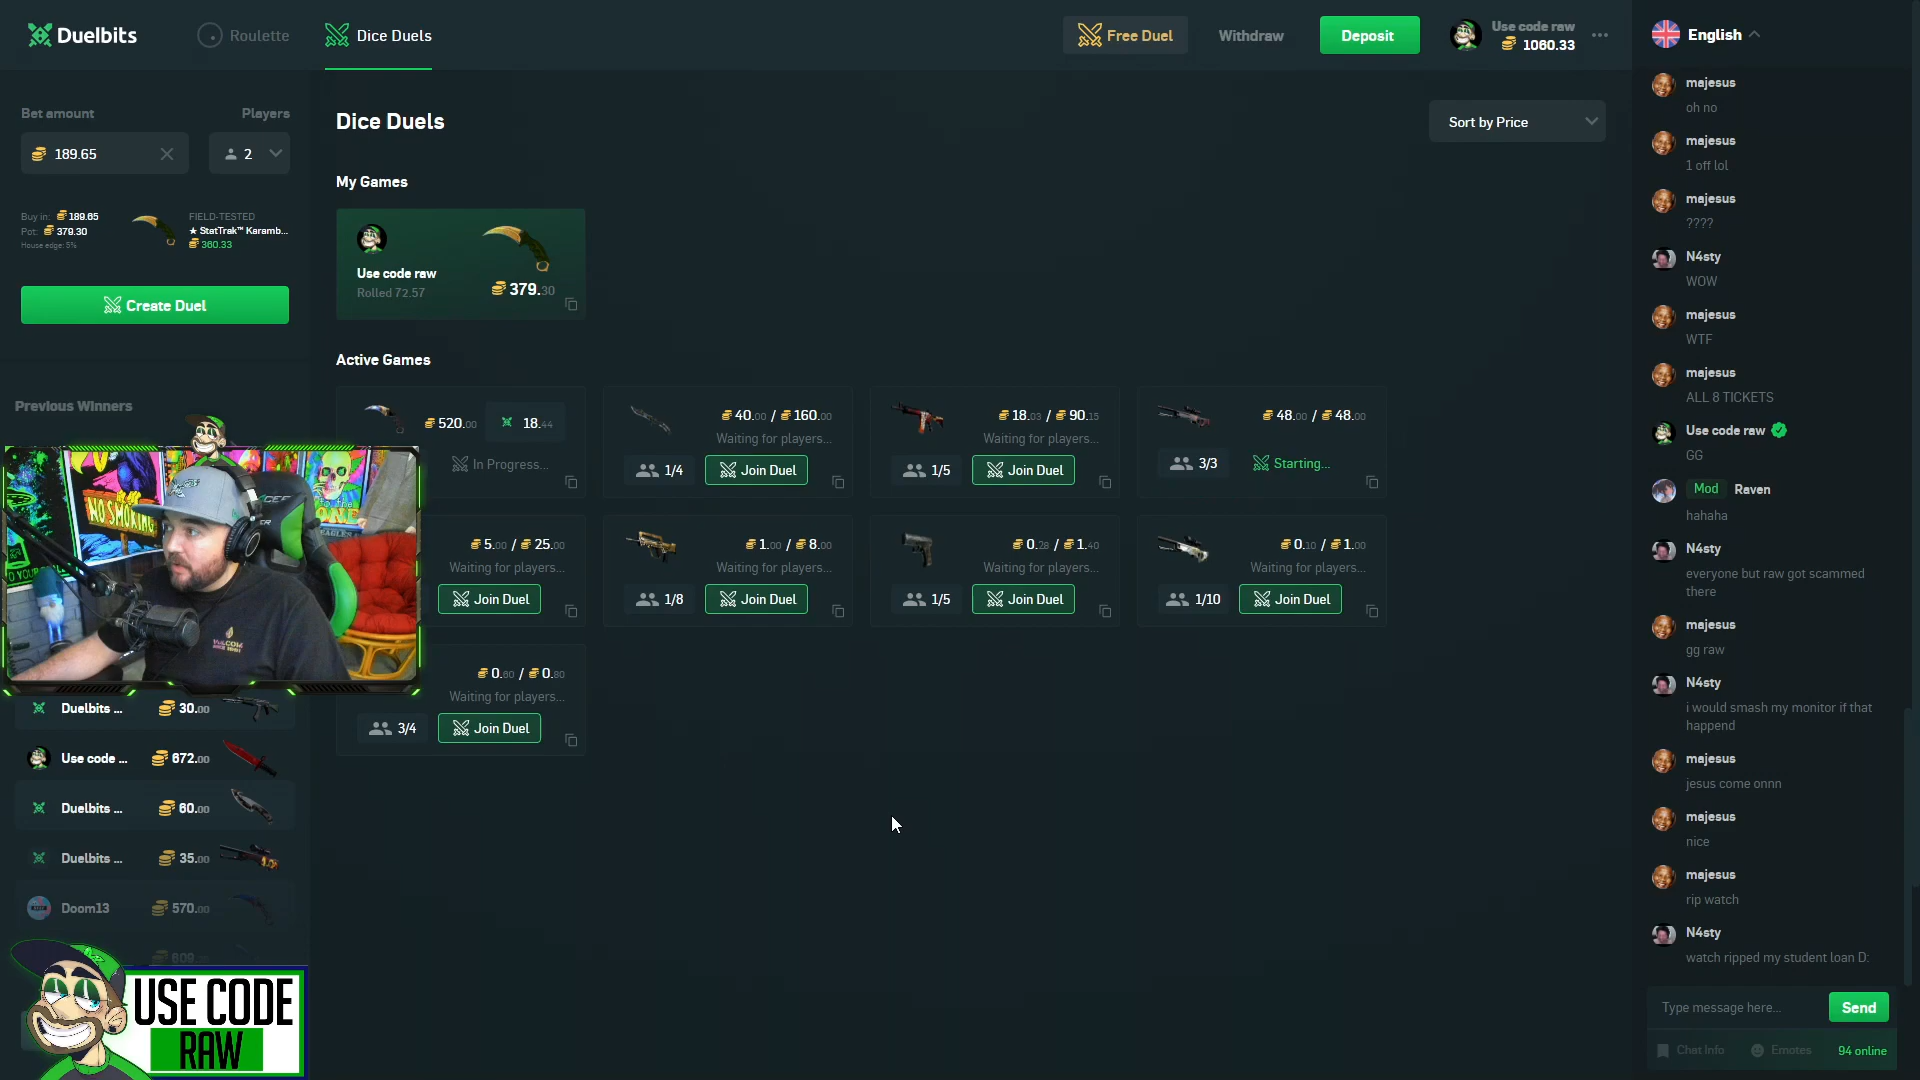 Duelbits
Roulette
Dice Duels
Free Duel
Withdraw
Deposit
Use code raw
1060.33
English
Bet amount
Players
189.65
2
Buy in: 189.65
Pot: 379.30
House edge: 5%
FIELD-TESTED
★ StatTrak™ Karamb...
360.33
Create Duel
Previous Winners
Duelbits ...
30.00
Use code ...
672.00
Duelbits ...
60.00
Duelbits ...
35.00
Doom13
570.00
609.
USE CODE
RAW
NO SMOKING
Dice Duels
Sort by Price
My Games
Use code raw
Rolled 72.57
379.30
Active Games
520.00
18.44
In Progress...
40.00 / 160.00
Waiting for players...
1/4
Join Duel
18.03 / 90.15
Waiting for players...
1/5
Join Duel
48.00 / 48.00
3/3
Starting...
5.00 / 25.00
Waiting for players...
Join Duel
1.00 / 8.00
Waiting for players...
1/8
Join Duel
0.28 / 1.40
Waiting for players...
1/5
Join Duel
0.10 / 1.00
Waiting for players...
1/10
Join Duel
0.60 / 0.80
Waiting for players...
3/4
Join Duel
majesus
oh no
majesus
1 off lol
majesus
????
N4sty
WOW
majesus
WTF
majesus
ALL 8 TICKETS
Use code raw
GG
Mod Raven
hahaha
N4sty
everyone but raw got scammed
there
majesus
gg raw
N4sty
i would smash my monitor if that
happend
majesus
jesus come onnn
majesus
nice
majesus
rip watch
N4sty
watch ripped my student loan D:
Type message here...
Send
Chat Info
Emotes
94 online